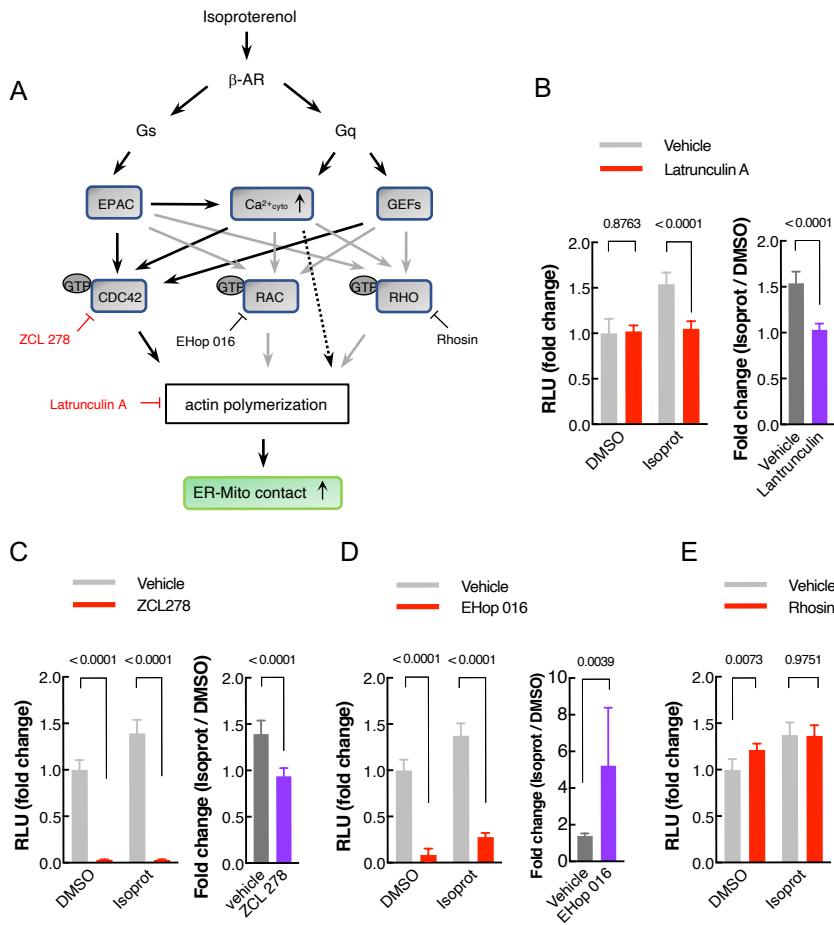 Isoproterenol
β-AR
A
Gs
Gq
EPAC
Ca²⁺cyto
GEFs
GTP
CDC42
GTP
RAC
GTP
RHO
ZCL 278
EHop 016
Rhosin
Latrunculin A
actin polymerization
ER-Mito contact
B
Vehicle
Latrunculin A
RLU (fold change)
2.0
1.5
1.0
0.5
0.0
0.8763
< 0.0001
DMSO
Isoprot
Fold change (Isoprot / DMSO)
2.0
1.5
1.0
0.5
0.0
< 0.0001
Vehicle
Lantrunculin
C
Vehicle
ZCL278
RLU (fold change)
2.0
1.5
1.0
0.5
0.0
< 0.0001
< 0.0001
DMSO
Isoprot
Fold change (Isoprot / DMSO)
2.0
1.5
1.0
0.5
0.0
< 0.0001
vehicle
ZCL 278
D
Vehicle
EHop 016
RLU (fold change)
2.0
1.5
1.0
0.5
0.0
<0.0001
<0.0001
DMSO
Isoprot
Fold change (Isoprot / DMSO)
10
8
6
4
2
0
0.0039
Vehicle
EHop 016
E
Vehicle
Rhosin
RLU (fold change)
2.0
1.5
1.0
0.5
0.0
0.0073
0.9751
DMSO
Isoprot